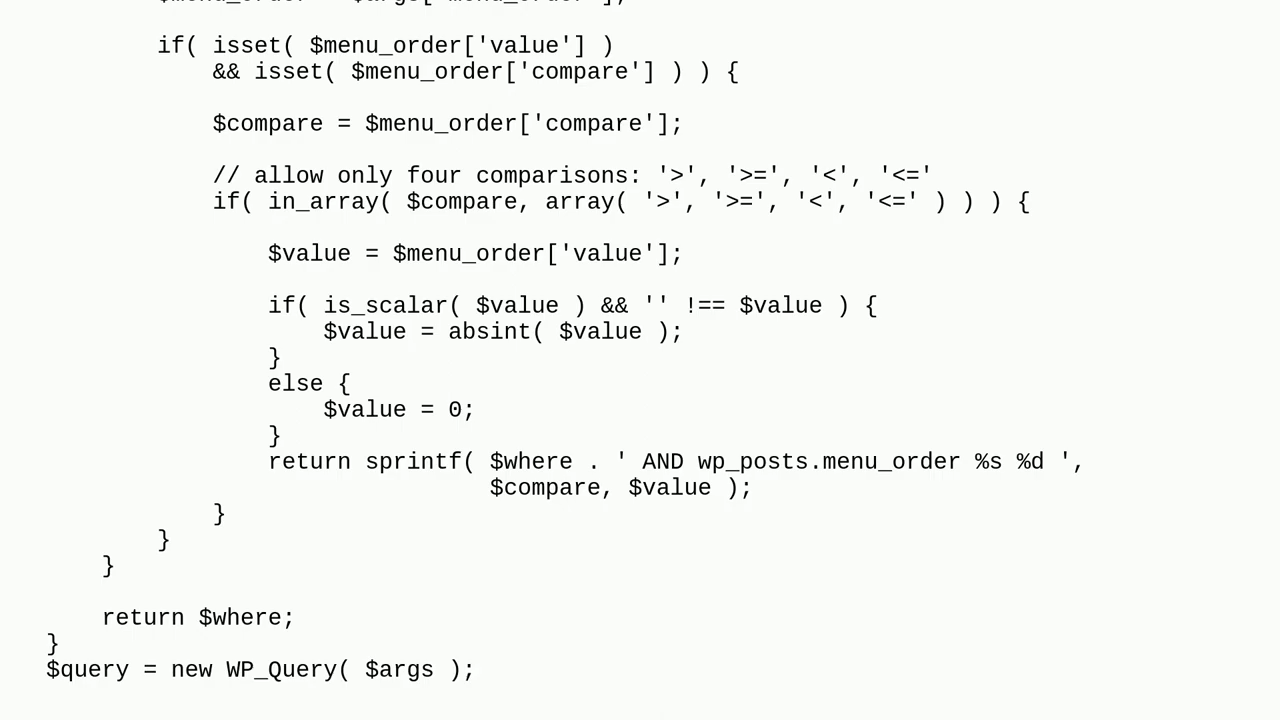 if( isset( $menu_order['value'] )
&& isset( $menu_order['compare'] ) ) {
$compare = $menu_order['compare'];
// allow only four comparisons: '>', '>=', '<', '<='
if( in_array( $compare, array( '>', '>=', '<', '<=' ) ) ) {
$value = $menu_order['value'];
if( is_scalar( $value ) && '' !== $value ) {
$value = absint( $value );
}
else {
$value = 0;
}
return sprintf( $where . ' AND wp_posts.menu_order %s %d ',
$compare, $value );
}
}
}
return $where;
}
$query = new WP_Query( $args );